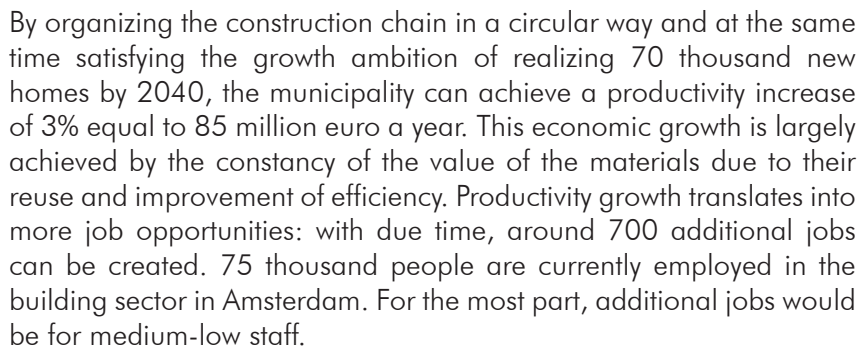 By organizing the construction chain in a circular way and at the same
time satisfying the growth ambition of realizing 70 thousand new
homes by 2040, the municipality can achieve a productivity increase
of 3% equal to 85 million euro a year. This economic growth is largely
achieved by the constancy of the value of the materials due to their
reuse and improvement of efficiency. Productivity growth translates into
more job opportunities: with due time, around 700 additional jobs
can be created. 75 thousand people are currently employed in the
building sector in Amsterdam. For the most part, additional jobs would
be for medium-low staff.